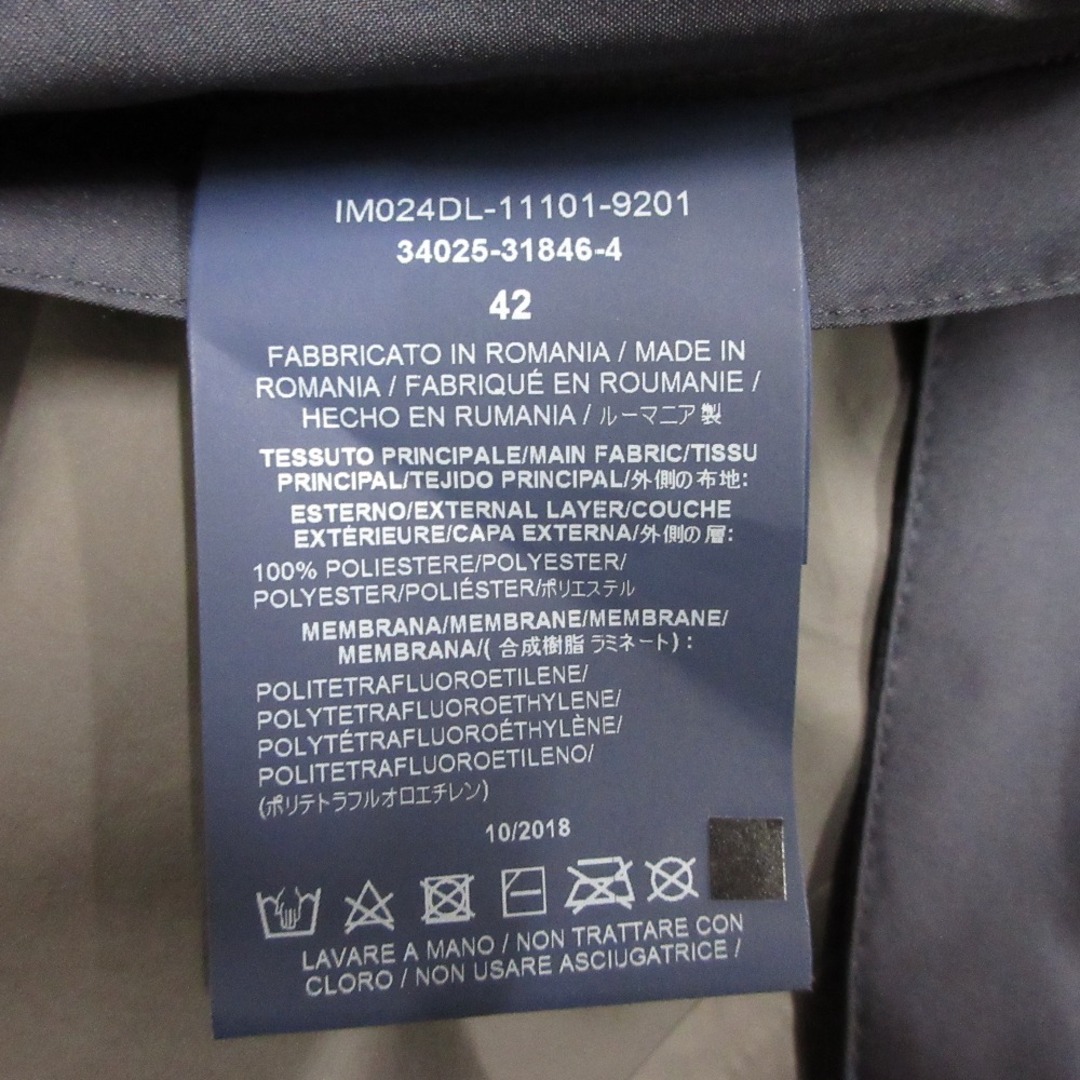 IM024DL-11101-9201
34025-31846-4
42
FABBRICATO IN ROMANIA / MADE IN
ROMANIA / FABRIQUÉ EN ROUMANIE /
HECHO EN RUMANIA / ルーマニア製
TESSUTO PRINCIPALE/MAIN FABRIC/TISSU
PRINCIPAL/TEJIDO PRINCIPAL/外側の布地:
ESTERNO/EXTERNAL LAYER/COUCHE
EXTÉRIEURE/CAPA EXTERNA/外側の層:
100% POLIESTERE/POLYESTER/
POLYESTER/POLIÉSTER/ポリエステル
MEMBRANA/MEMBRANE/MEMBRANE/
MEMBRANA/(合成樹脂 ラミネート):
POLITETRAFLUOROETILENE/
POLYTETRAFLUOROETHYLENE/
POLYTÉTRAFLUOROÉTHYLÈNE/
POLITETRAFLUOROETILENO/
(ポリテトラフルオロエチレン)
10/2018
LAVARE A MANO / NON TRATTARE CON
CLORO / NON USARE ASCIUGATRICE /